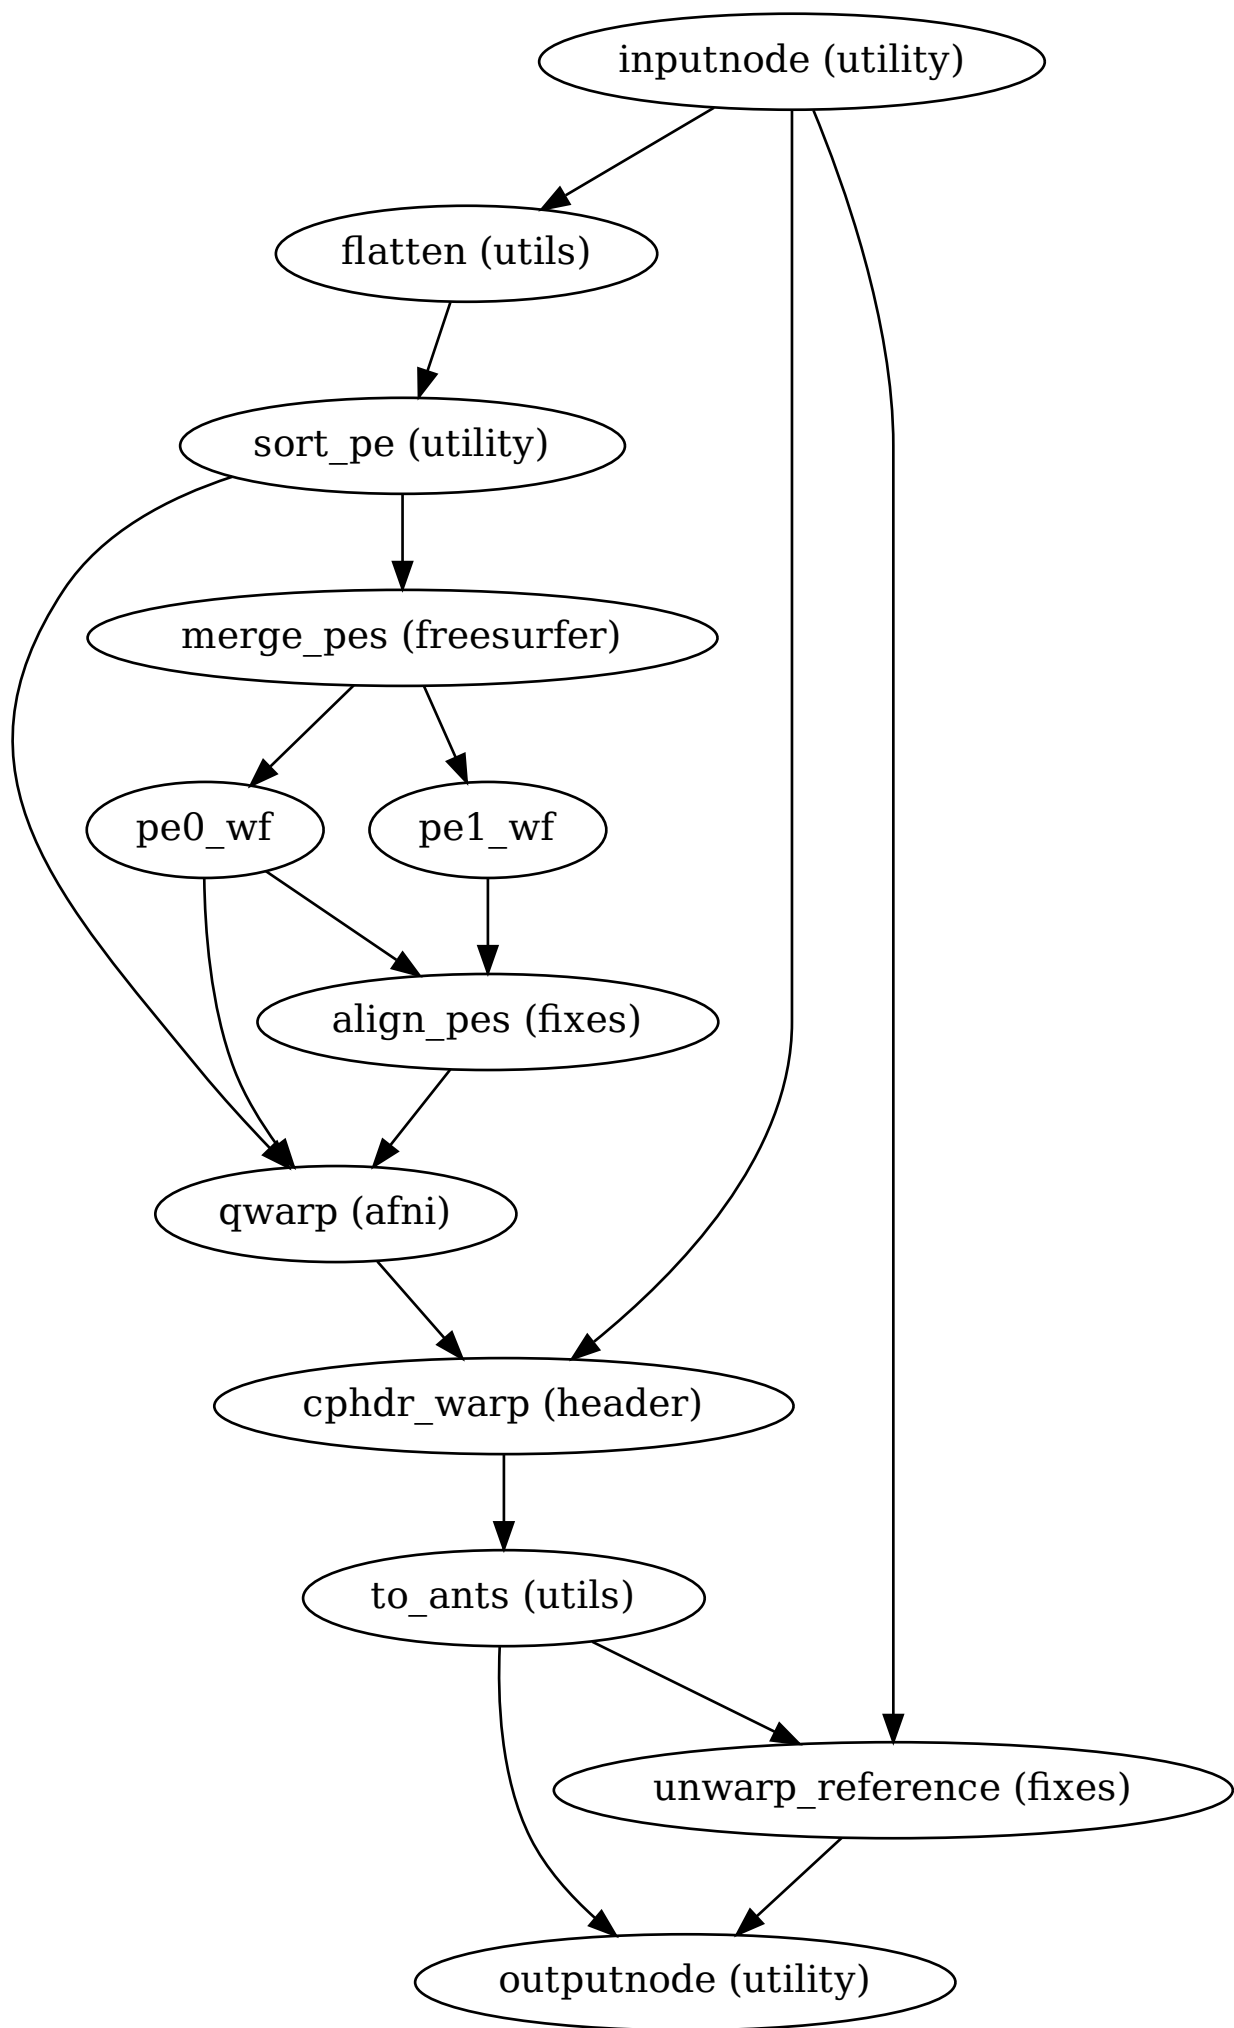 inputnode (utility)
flatten (utils)
sort_pe (utility)
merge_pes (freesurfer)
pe0_wf
pe1_wf
align_pes (fixes)
qwarp (afni)
cphdr_warp (header)
to_ants (utils)
unwarp_reference (fixes)
outputnode (utility)